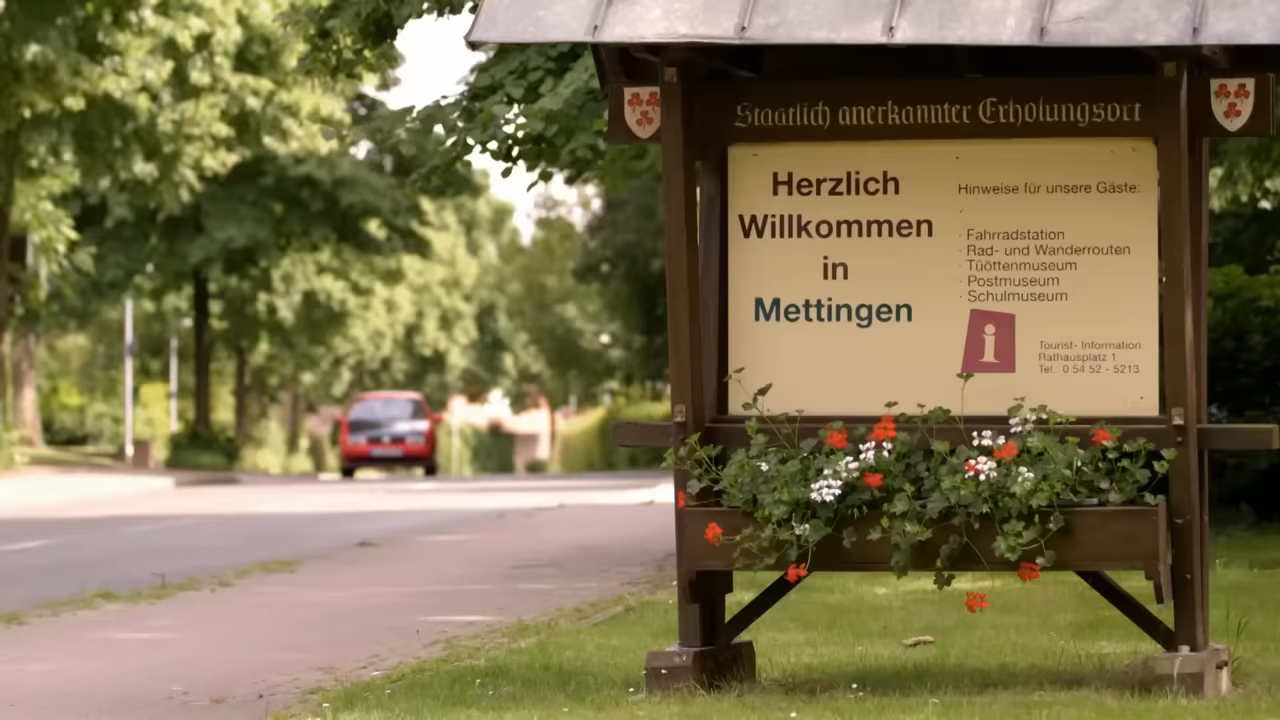 Staatlich anerkannter Erholungsort
Herzlich
Willkommen
in
Mettingen
Hinweise für unsere Gäste:
· Fahrradstation
· Rad- und Wanderrouten
· Tüöttenmuseum
· Postmuseum
· Schulmuseum
i
Tourist- Information
Rathausplatz 1
Tel.: 0 54 52 - 5213